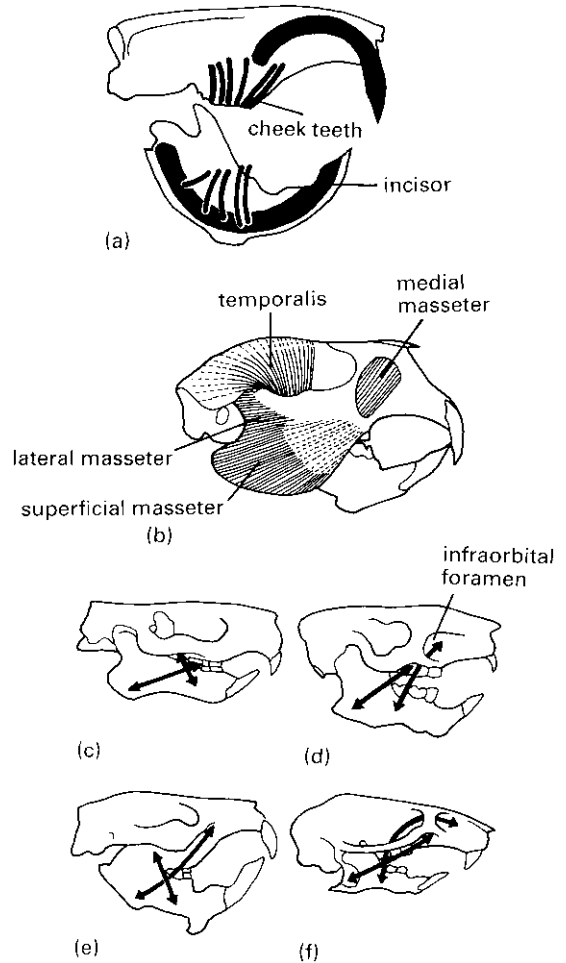 cheek teeth
incisor
(a)
temporalis
medial
masseter
lateral masseter
superficial masseter
(b)
infraorbital
foramen
(c)
(d)
(e)
(f)